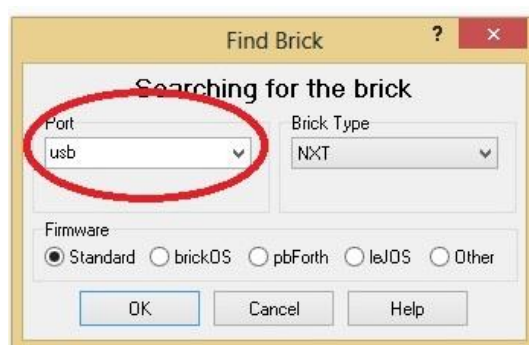 Find Brick ? ×
Searching for the brick
Port Brick Type
usb NXT
Firmware
Standard brickOS pbForth leJOS Other
OK Cancel Help